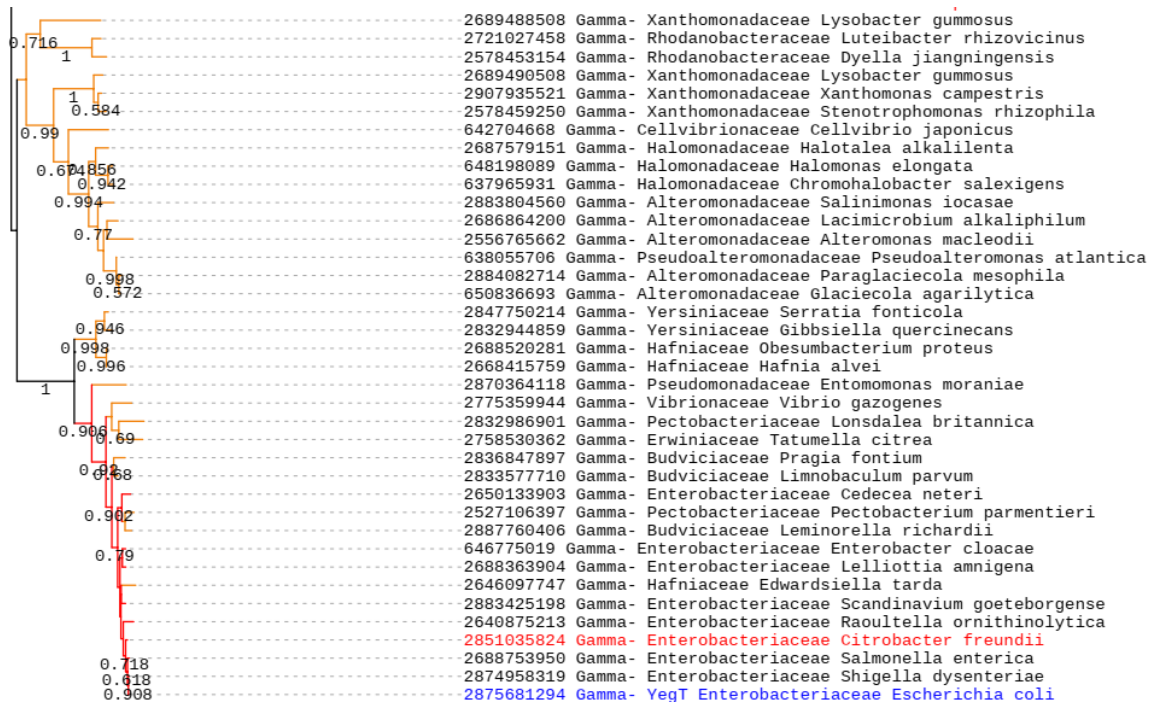 2689488508 Gamma- Xanthomonadaceae Lysobacter gummosus
0.716
2721027458 Gamma- Rhodanobacteraceae Luteibacter rhizovicinus
1
2578453154 Gamma- Rhodanobacteraceae Dyella jiangningensis
2689490508 Gamma- Xanthomonadaceae Lysobacter gummosus
1
2907935521 Gamma- Xanthomonadaceae Xanthomonas campestris
0.584
2578459250 Gamma- Xanthomonadaceae Stenotrophomonas rhizophila
0.99
642704668 Gamma- Cellvibrionaceae Cellvibrio japonicus
2687579151 Gamma- Halomonadaceae Halotalea alkalilenta
0.674
0.856
648198089 Gamma- Halomonadaceae Halomonas elongata
0.942
637965931 Gamma- Halomonadaceae Chromohalobacter salexigens
0.994
2883804560 Gamma- Alteromonadaceae Salinimonas iocasae
2686864200 Gamma- Alteromonadaceae Lacimicrobium alkaliphilum
0.77
2556765662 Gamma- Alteromonadaceae Alteromonas macleodii
638055706 Gamma- Pseudoalteromonadaceae Pseudoalteromonas atlantica
0.998
2884082714 Gamma- Alteromonadaceae Paraglaciecola mesophila
0.572
650836693 Gamma- Alteromonadaceae Glaciecola agarilytica
2847750214 Gamma- Yersiniaceae Serratia fonticola
0.946
2832944859 Gamma- Yersiniaceae Gibbsiella quercinecans
0.998
2688520281 Gamma- Hafniaceae Obesumbacterium proteus
0.996
2668415759 Gamma- Hafniaceae Hafnia alvei
1
2870364118 Gamma- Pseudomonadaceae Entomomonas moraniae
2775359944 Gamma- Vibrionaceae Vibrio gazogenes
2832986901 Gamma- Pectobacteriaceae Lonsdalea britannica
0.906
0.69
2758530362 Gamma- Erwiniaceae Tatumella citrea
2836847897 Gamma- Budviciaceae Pragia fontium
0.92
0.68
2833577710 Gamma- Budviciaceae Limnobaculum parvum
2650133903 Gamma- Enterobacteriaceae Cedecea neteri
0.902
2527106397 Gamma- Pectobacteriaceae Pectobacterium parmentieri
2887760406 Gamma- Budviciaceae Leminorella richardii
0.79
646775019 Gamma- Enterobacteriaceae Enterobacter cloacae
2688363904 Gamma- Enterobacteriaceae Lelliottia amnigena
2646097747 Gamma- Hafniaceae Edwardsiella tarda
2883425198 Gamma- Enterobacteriaceae Scandinavium goeteborgense
2640875213 Gamma- Enterobacteriaceae Raoultella ornithinolytica
2851035824 Gamma- Enterobacteriaceae Citrobacter freundii
0.718
2688753950 Gamma- Enterobacteriaceae Salmonella enterica
0.618
2874958319 Gamma- Enterobacteriaceae Shigella dysenteriae
0.908
2875681294 Gamma- YegT Enterobacteriaceae Escherichia coli